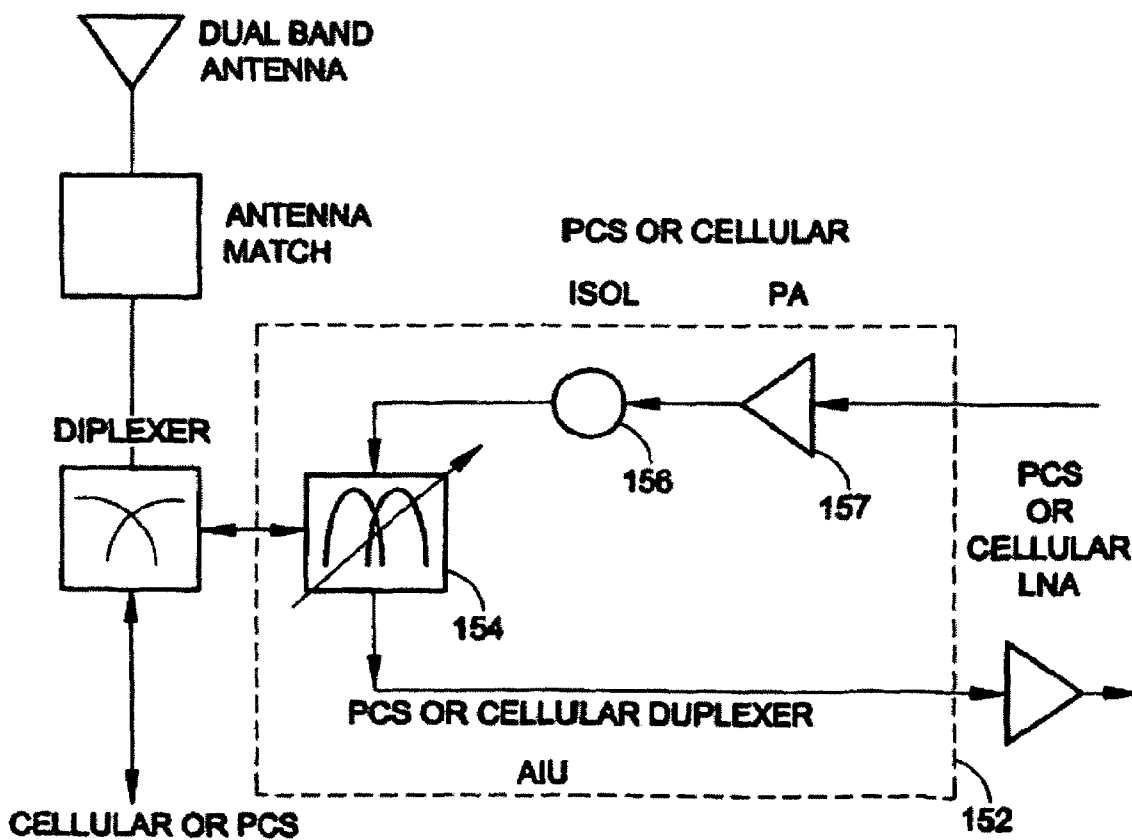 DUAL BAND
ANTENNA
ANTENNA
MATCH
PCS OR CELLULAR
ISOL
PA
DIPLEXER
156
157
PCS
OR
CELLULAR
LNA
154
PCS OR CELLULAR DUPLEXER
AIU
152
CELLULAR OR PCS